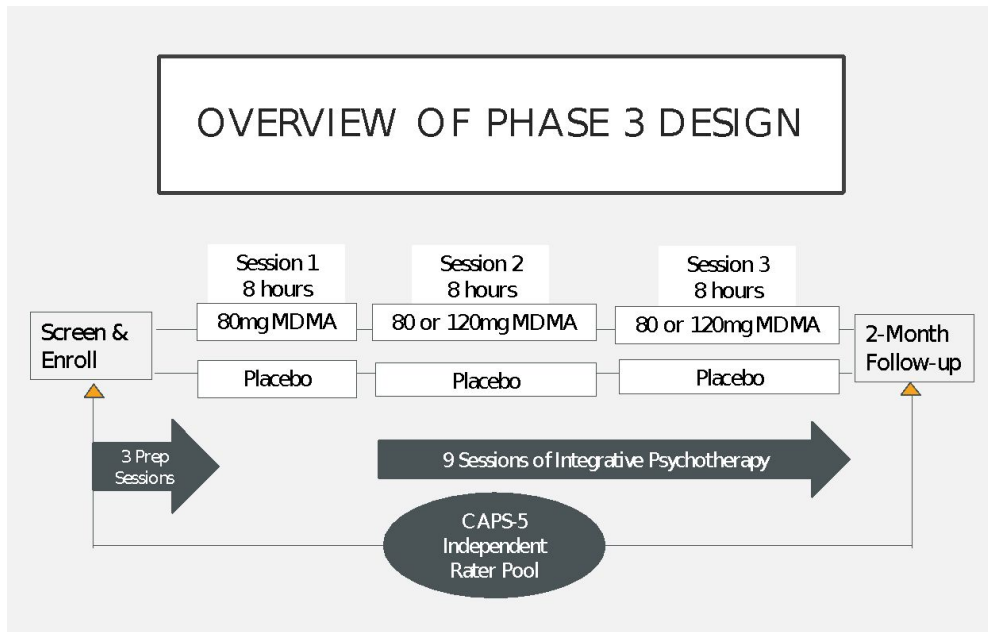 OVERVIEW OF PHASE 3 DESIGN
Session 1
8 hours
Session 2
8 hours
Session 3
8 hours
Screen &
Enroll
80mg MDMA
80 or 120mg MDMA
80 or 120mg MDMA
2-Month
Follow-up
Placebo
Placebo
Placebo
3 Prep
Sessions
9 Sessions of Integrative Psychotherapy
CAPS-5
Independent
Rater Pool